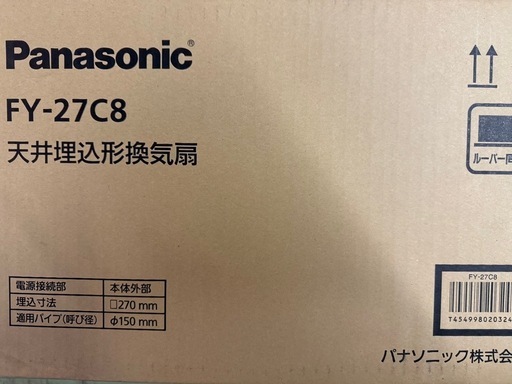 Panasonic®
FY-27C8
天井埋込形換気扇
ルーバー同
電源接続部 本体外部
埋込寸法 □270 mm
適用パイプ(呼び径) φ150 mm
FY-27C8
T454998020324
パナソニック株式会